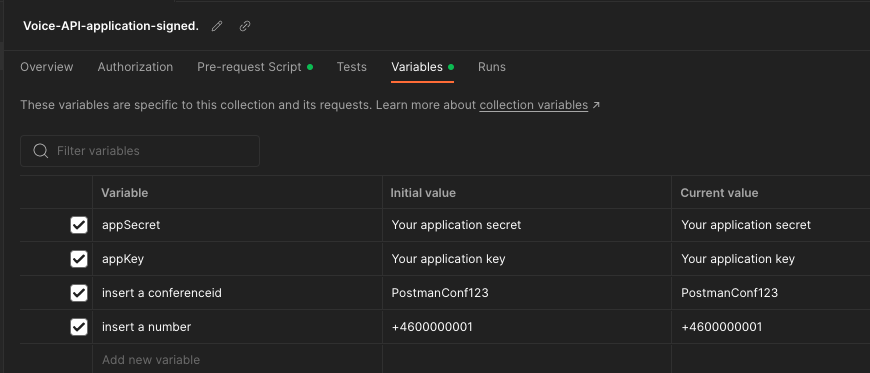 Voice-API-application-signed.
Overview Authorization Pre-request Script Tests Variables Runs
These variables are specific to this collection and its requests. Learn more about collection variables ↗
Filter variables
Variable Initial value Current value
appSecret Your application secret Your application secret
appKey Your application key Your application key
insert a conferenceid PostmanConf123 PostmanConf123
insert a number +4600000001 +4600000001
Add new variable